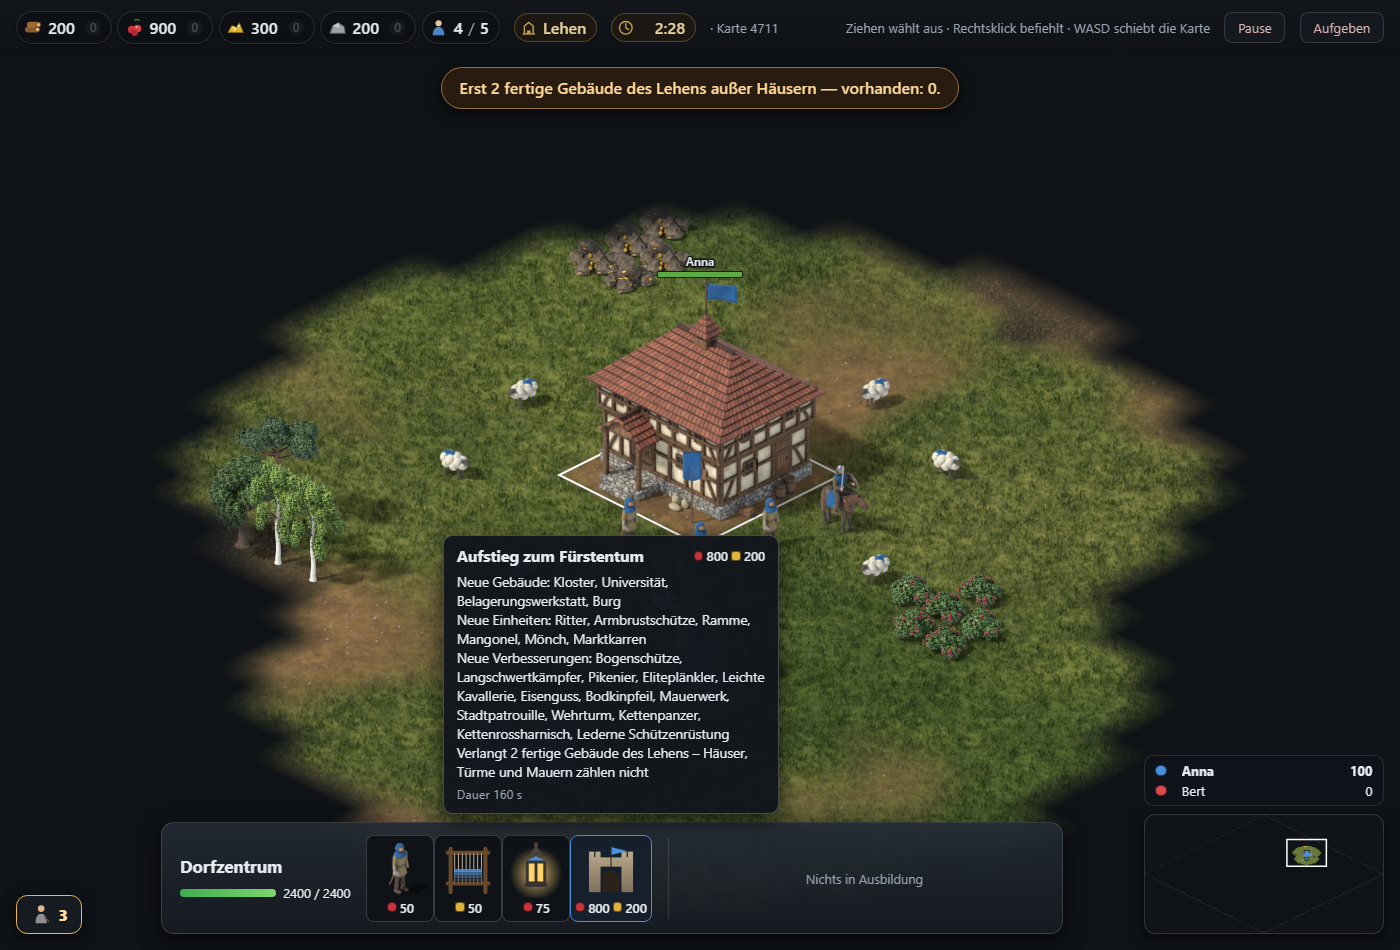 200 0 900 0 300 0 200 0 4 / 5 Lehen 2:28 · Karte 4711 Ziehen wählt aus · Rechtsklick befiehlt · WASD schiebt die Karte Pause Aufgeben
Erst 2 fertige Gebäude des Lehens außer Häusern — vorhanden: 0.
Anna
Aufstieg zum Fürstentum 800 200
Neue Gebäude: Kloster, Universität,
Belagerungswerkstatt, Burg
Neue Einheiten: Ritter, Armbrustschütze, Ramme,
Mangonel, Mönch, Marktkarren
Neue Verbesserungen: Bogenschütze,
Langschwertkämpfer, Pikenier, Eliteplänkler, Leichte
Kavallerie, Eisenguss, Bodkinpfeil, Mauerwerk,
Stadtpatrouille, Wehrturm, Kettenpanzer,
Kettenrossharnisch, Lederne Schützenrüstung
Verlangt 2 fertige Gebäude des Lehens – Häuser,
Türme und Mauern zählen nicht
Dauer 160 s
Anna 100
Bert 0
Dorfzentrum
2400 / 2400
50 50 75 800 200
Nichts in Ausbildung
3